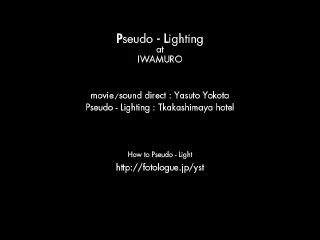 Pseudo - Lighting
at
IWAMURO
movie/sound direct : Yasuto Yokota
Pseudo - Lighting : Tkakashimaya hotel
How to Pseudo - Light
http://fotologue.jp/yst